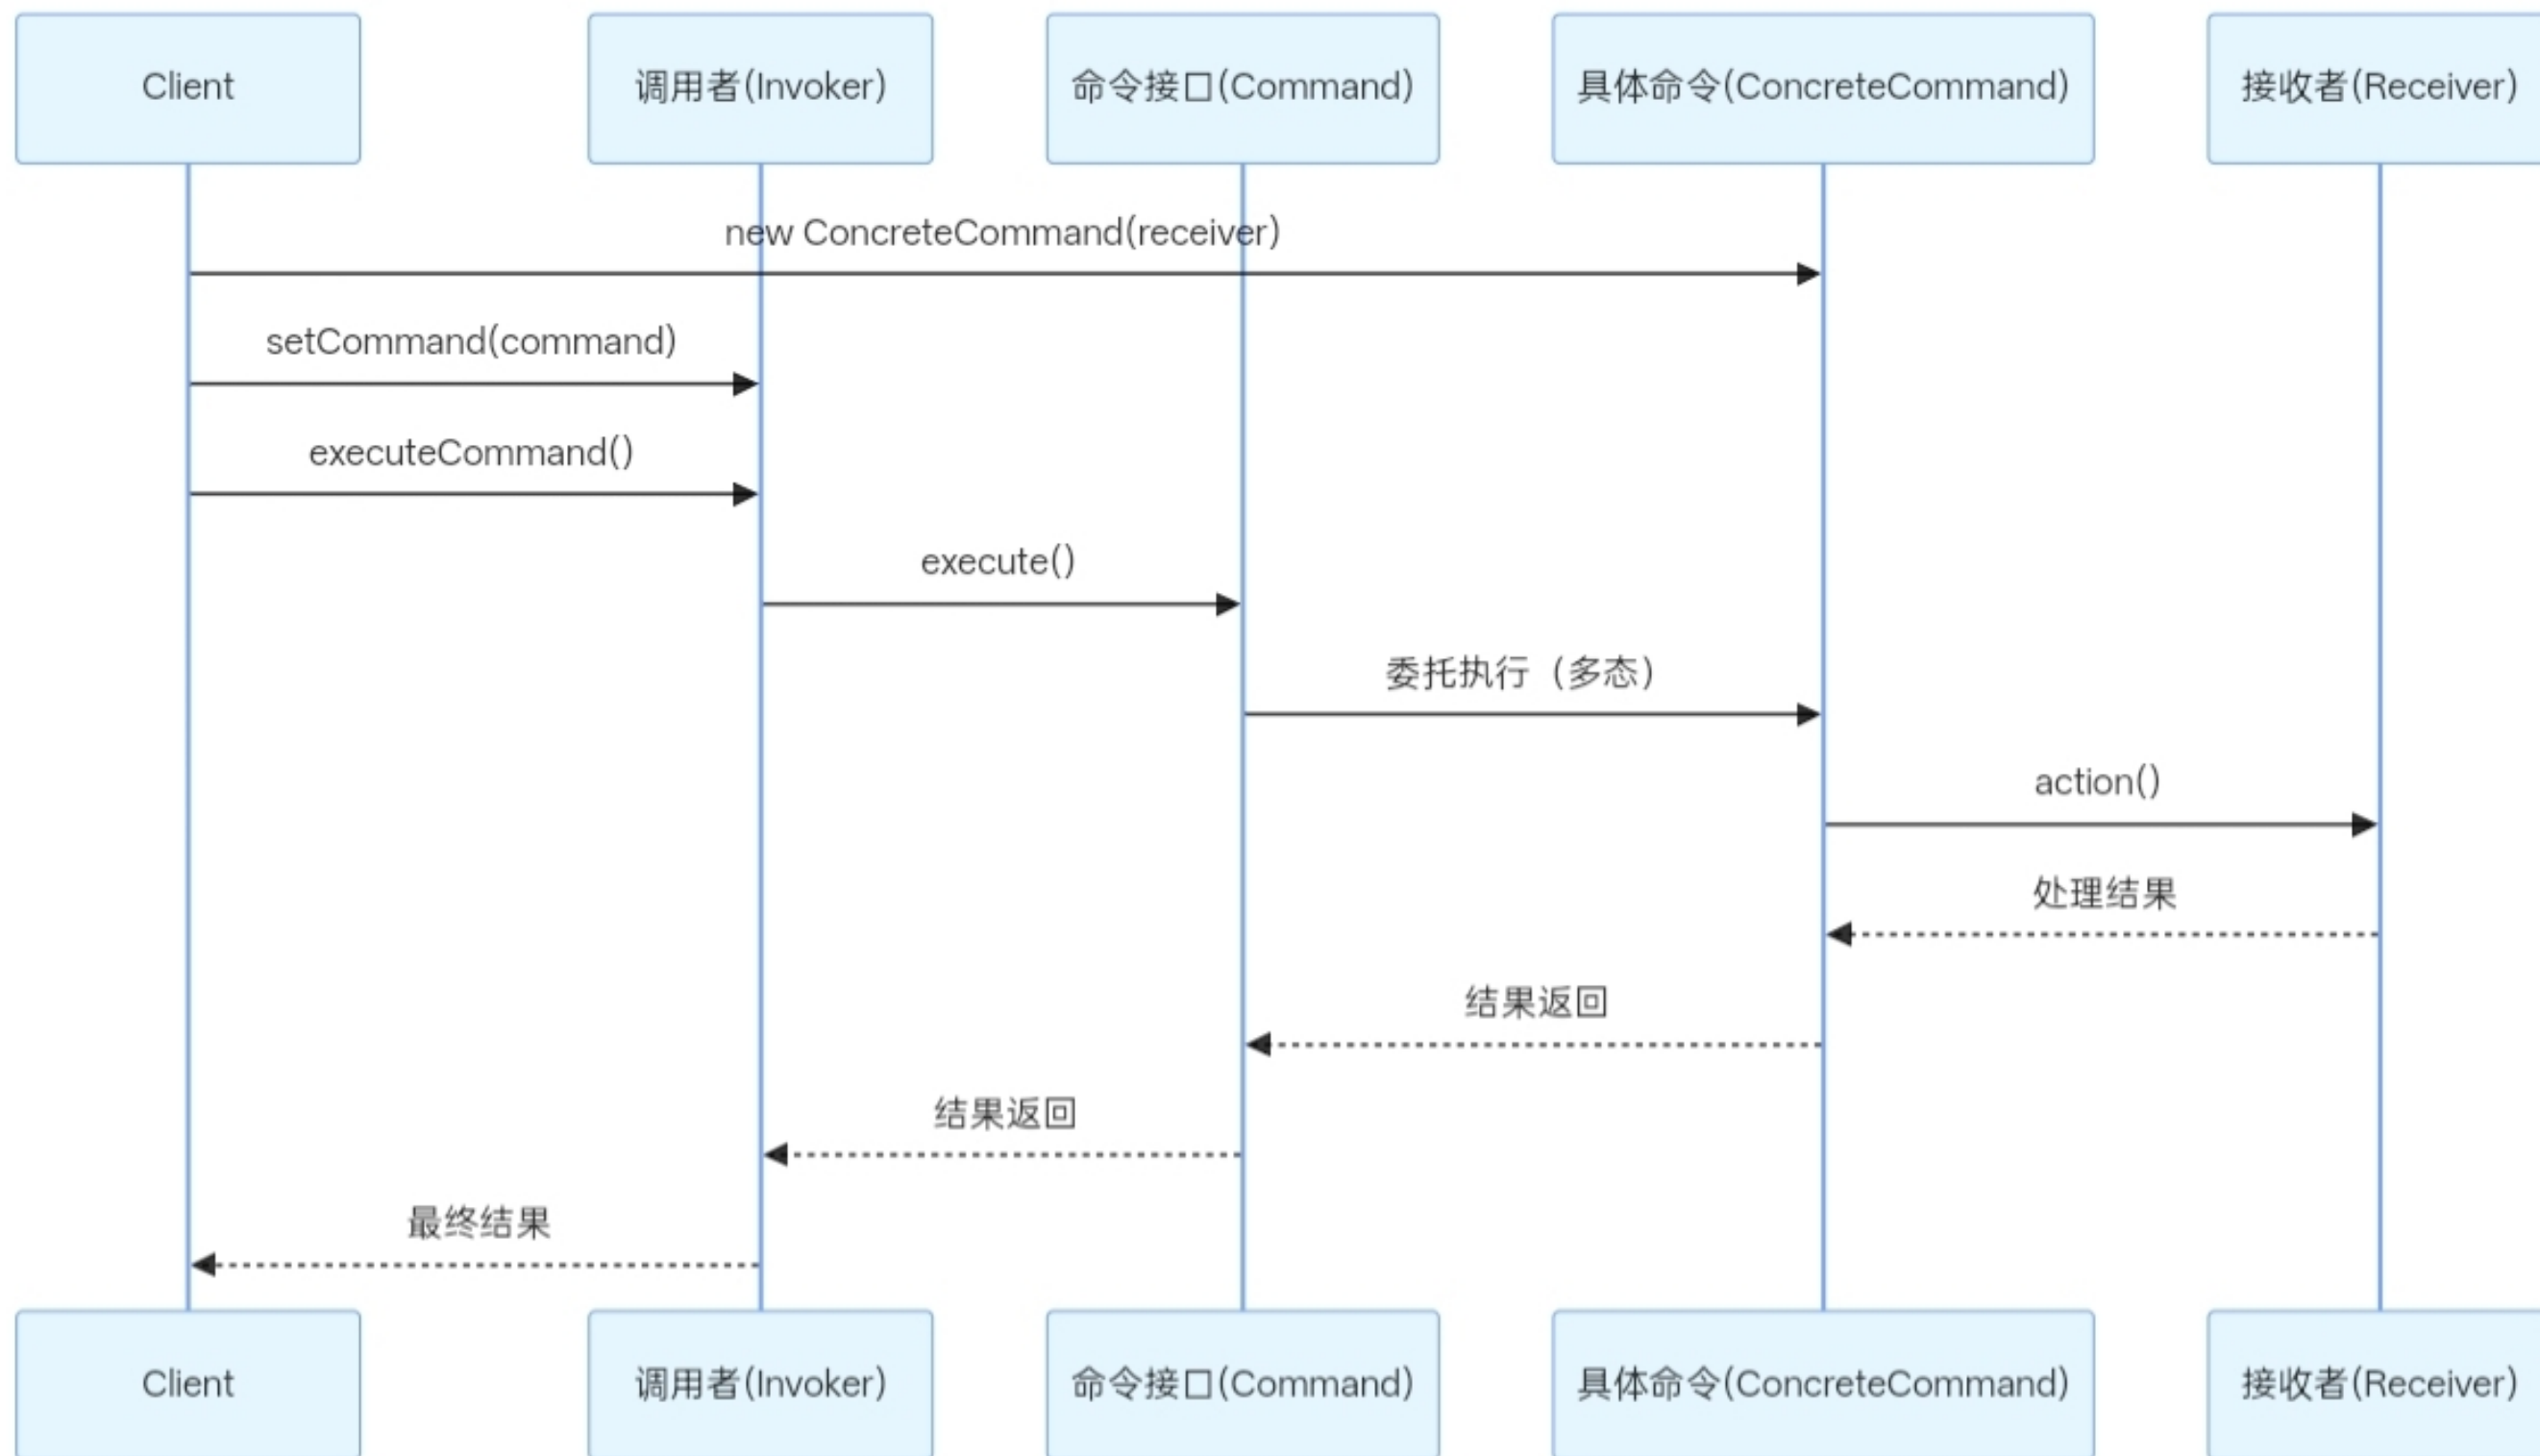 Client
调用者(Invoker)
命令接口(Command)
具体命令(ConcreteCommand)
接收者(Receiver)
new ConcreteCommand(receiver)
setCommand(command)
executeCommand()
execute()
委托执行（多态）
action()
处理结果
结果返回
结果返回
最终结果
Client
调用者(Invoker)
命令接口(Command)
具体命令(ConcreteCommand)
接收者(Receiver)